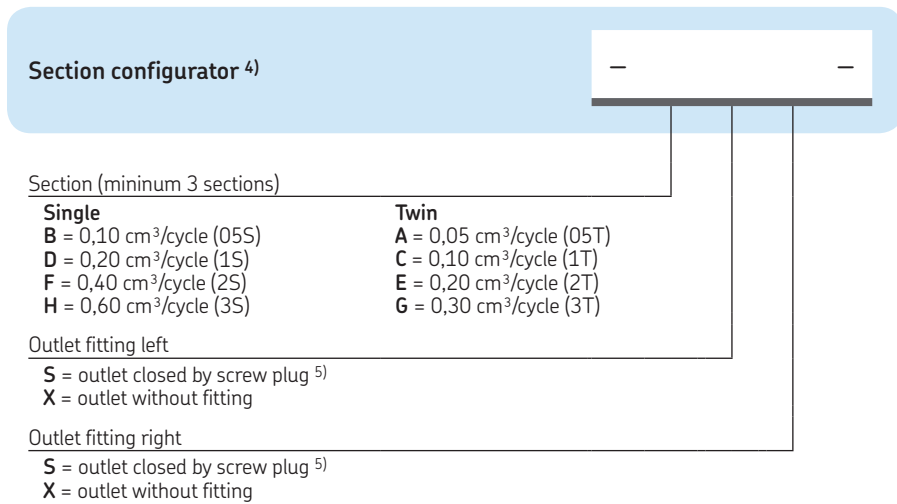 Section configurator 4) – –
Section (minimum 3 sections)
Single Twin
B = 0,10 cm³/cycle (05S) A = 0,05 cm³/cycle (05T)
D = 0,20 cm³/cycle (1S) C = 0,10 cm³/cycle (1T)
F = 0,40 cm³/cycle (2S) E = 0,20 cm³/cycle (2T)
H = 0,60 cm³/cycle (3S) G = 0,30 cm³/cycle (3T)
Outlet fitting left
S = outlet closed by screw plug 5)
X = outlet without fitting
Outlet fitting right
S = outlet closed by screw plug 5)
X = outlet without fitting